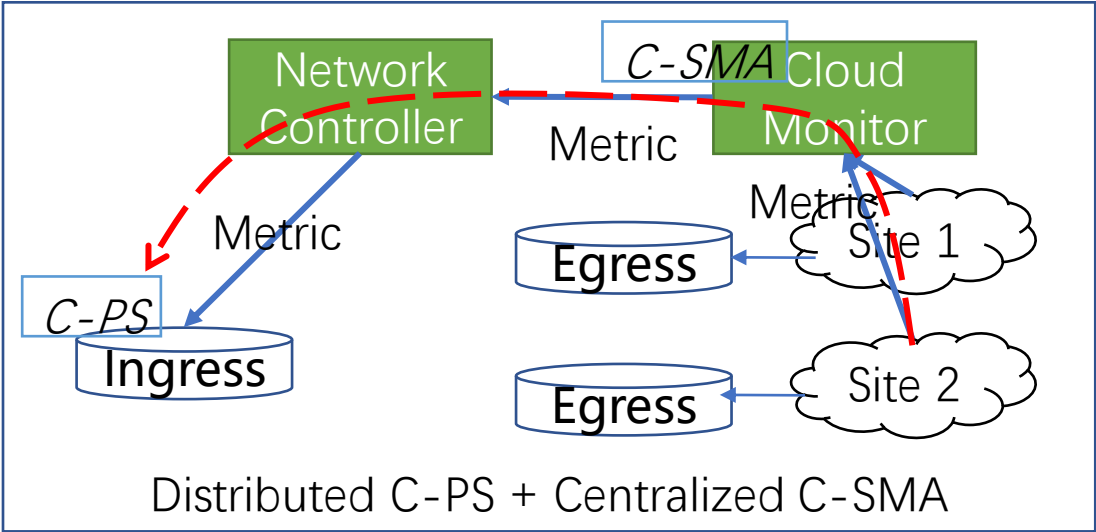 C-SMA
Network
Controller
Cloud
Monitor
Metric
Metric
Metric
Site 1
Egress
C-PS
Ingress
Egress
Site 2
Distributed C-PS + Centralized C-SMA